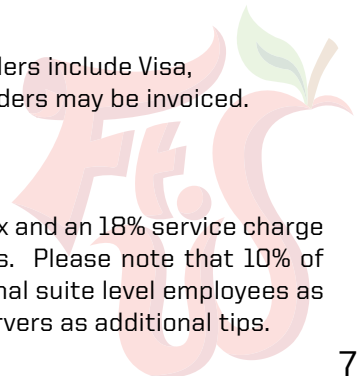 ders include Visa,
ders may be invoiced.
x and an 18% service charge
s. Please note that 10% of
nal suite level employees as
rvers as additional tips.
7